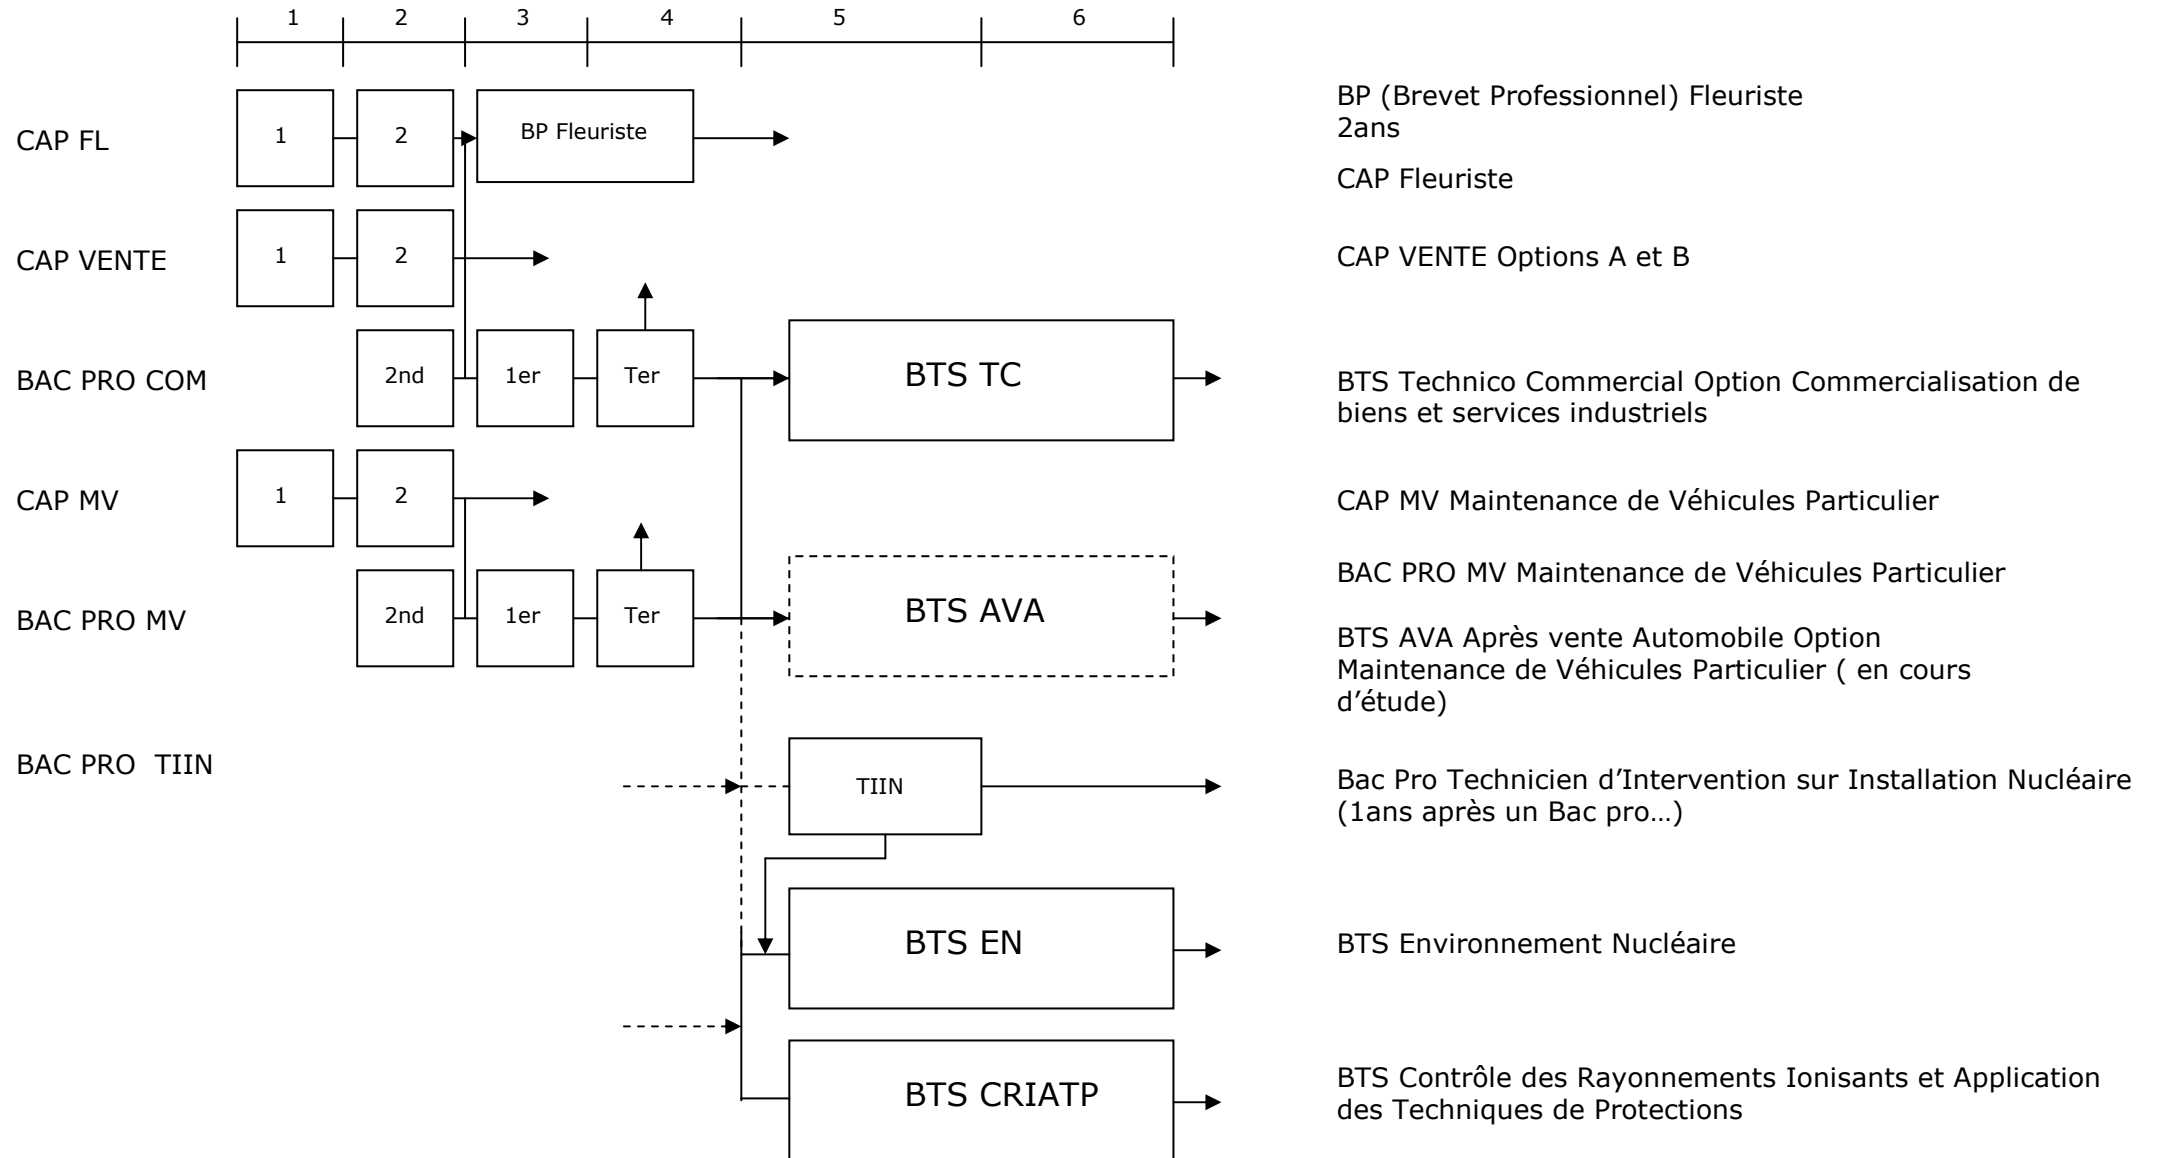 1 2 3 4 5 6
CAP FL
1 2 BP Fleuriste
BP (Brevet Professionnel) Fleuriste
2ans
CAP Fleuriste
CAP VENTE
1 2
CAP VENTE Options A et B
BAC PRO COM
2nd 1er Ter BTS TC
BTS Technico Commercial Option Commercialisation de
biens et services industriels
CAP MV
1 2
CAP MV Maintenance de Véhicules Particulier
BAC PRO MV
2nd 1er Ter BTS AVA
BAC PRO MV Maintenance de Véhicules Particulier
BTS AVA Après vente Automobile Option
Maintenance de Véhicules Particulier ( en cours
d’étude)
BAC PRO TIIN
TIIN
Bac Pro Technicien d’Intervention sur Installation Nucléaire
(1ans après un Bac pro…)
BTS EN
BTS Environnement Nucléaire
BTS CRIATP
BTS Contrôle des Rayonnements Ionisants et Application
des Techniques de Protections